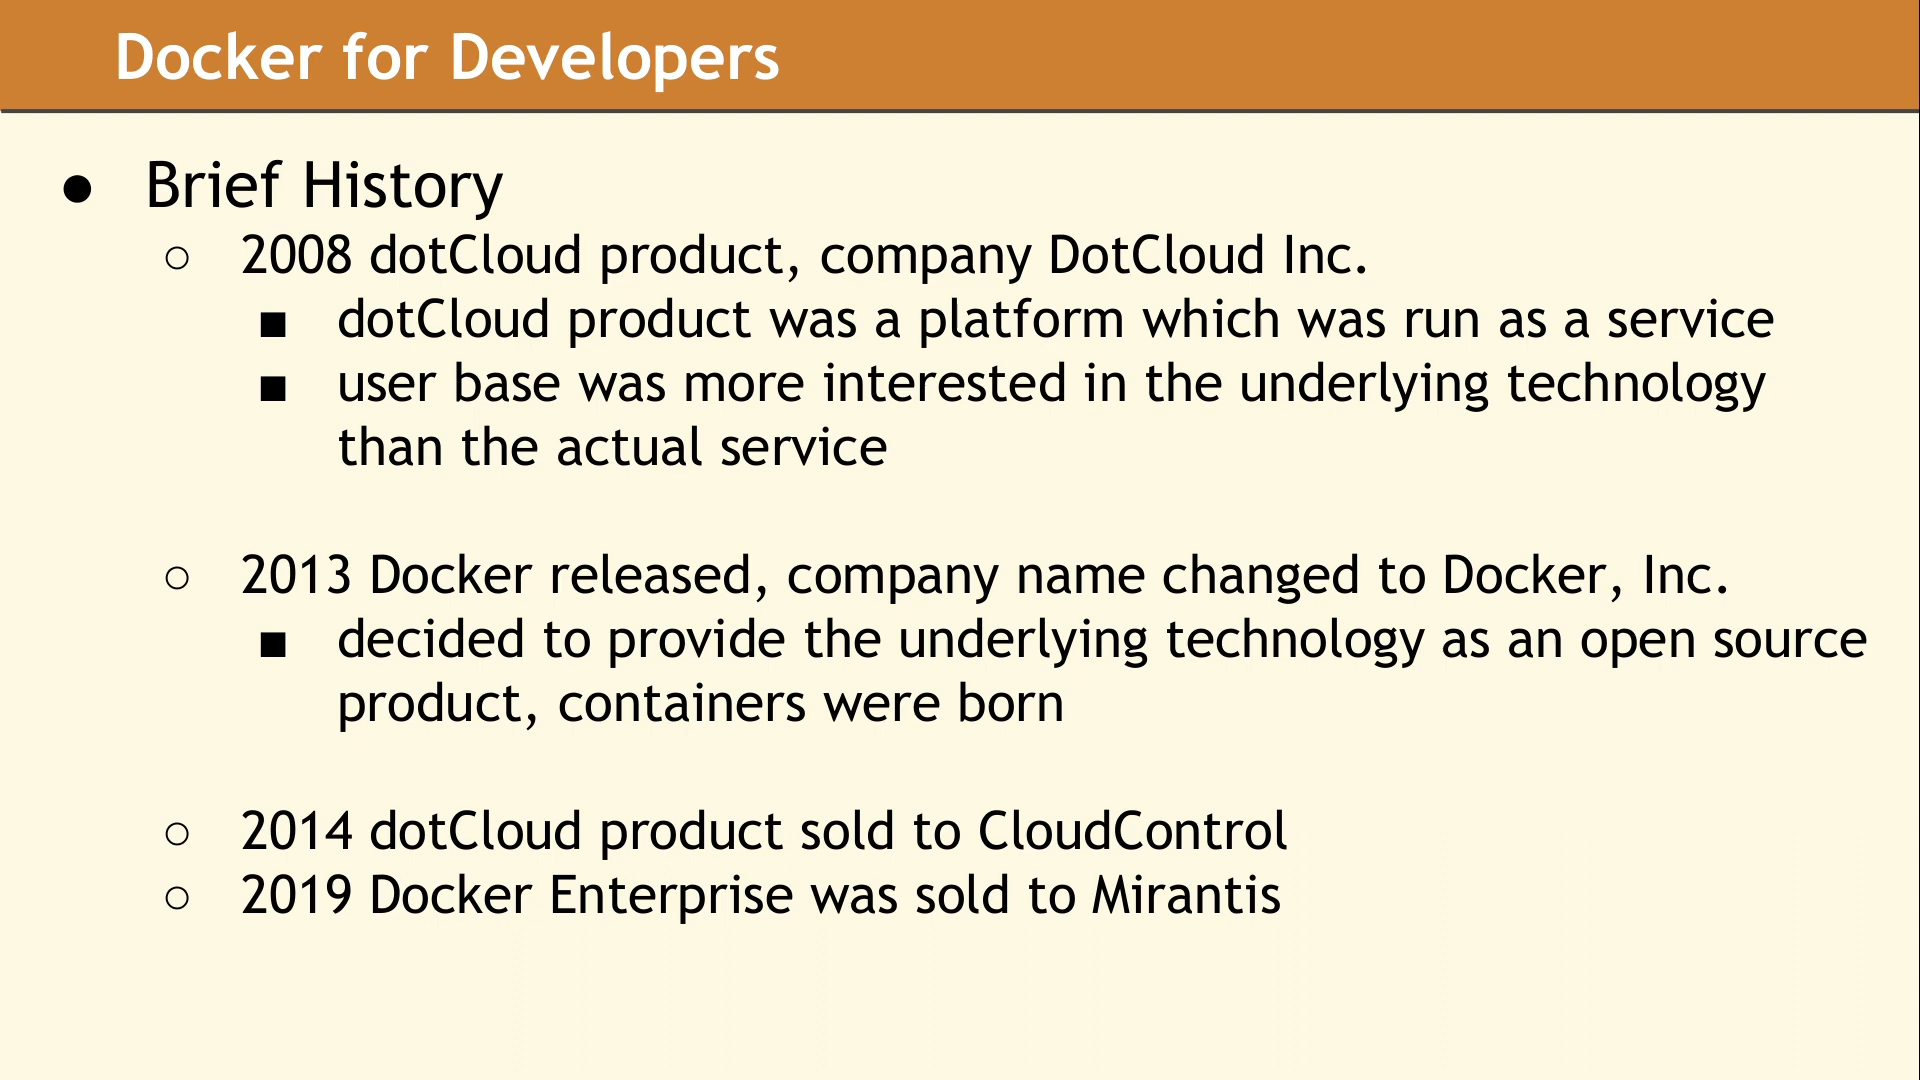 Docker for Developers
● Brief History
○ 2008 dotCloud product, company DotCloud Inc.
■ dotCloud product was a platform which was run as a service
■ user base was more interested in the underlying technology
than the actual service
○ 2013 Docker released, company name changed to Docker, Inc.
■ decided to provide the underlying technology as an open source
product, containers were born
○ 2014 dotCloud product sold to CloudControl
○ 2019 Docker Enterprise was sold to Mirantis